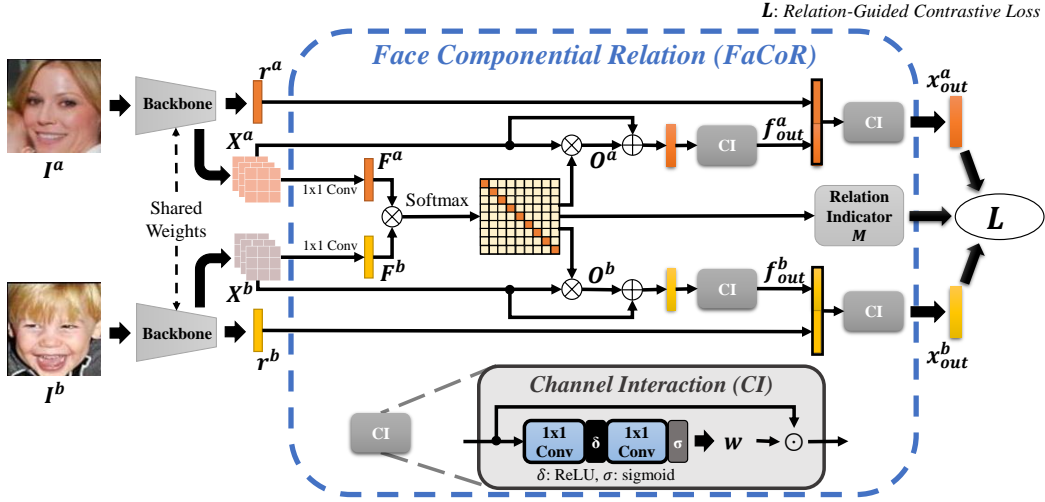 L: Relation-Guided Contrastive Loss
Face Componential Relation (FaCoR)
I^a
Backbone
r^a
X^a
1x1 Conv
F^a
Softmax
O^a
CI
f^a_out
CI
x^a_out
Shared
Weights
Relation
Indicator
M
L
1x1 Conv
F^b
X^b
O^b
CI
f^b_out
CI
x^b_out
I^b
Backbone
r^b
CI
Channel Interaction (CI)
1x1
Conv
δ
1x1
Conv
σ
w
δ: ReLU, σ: sigmoid